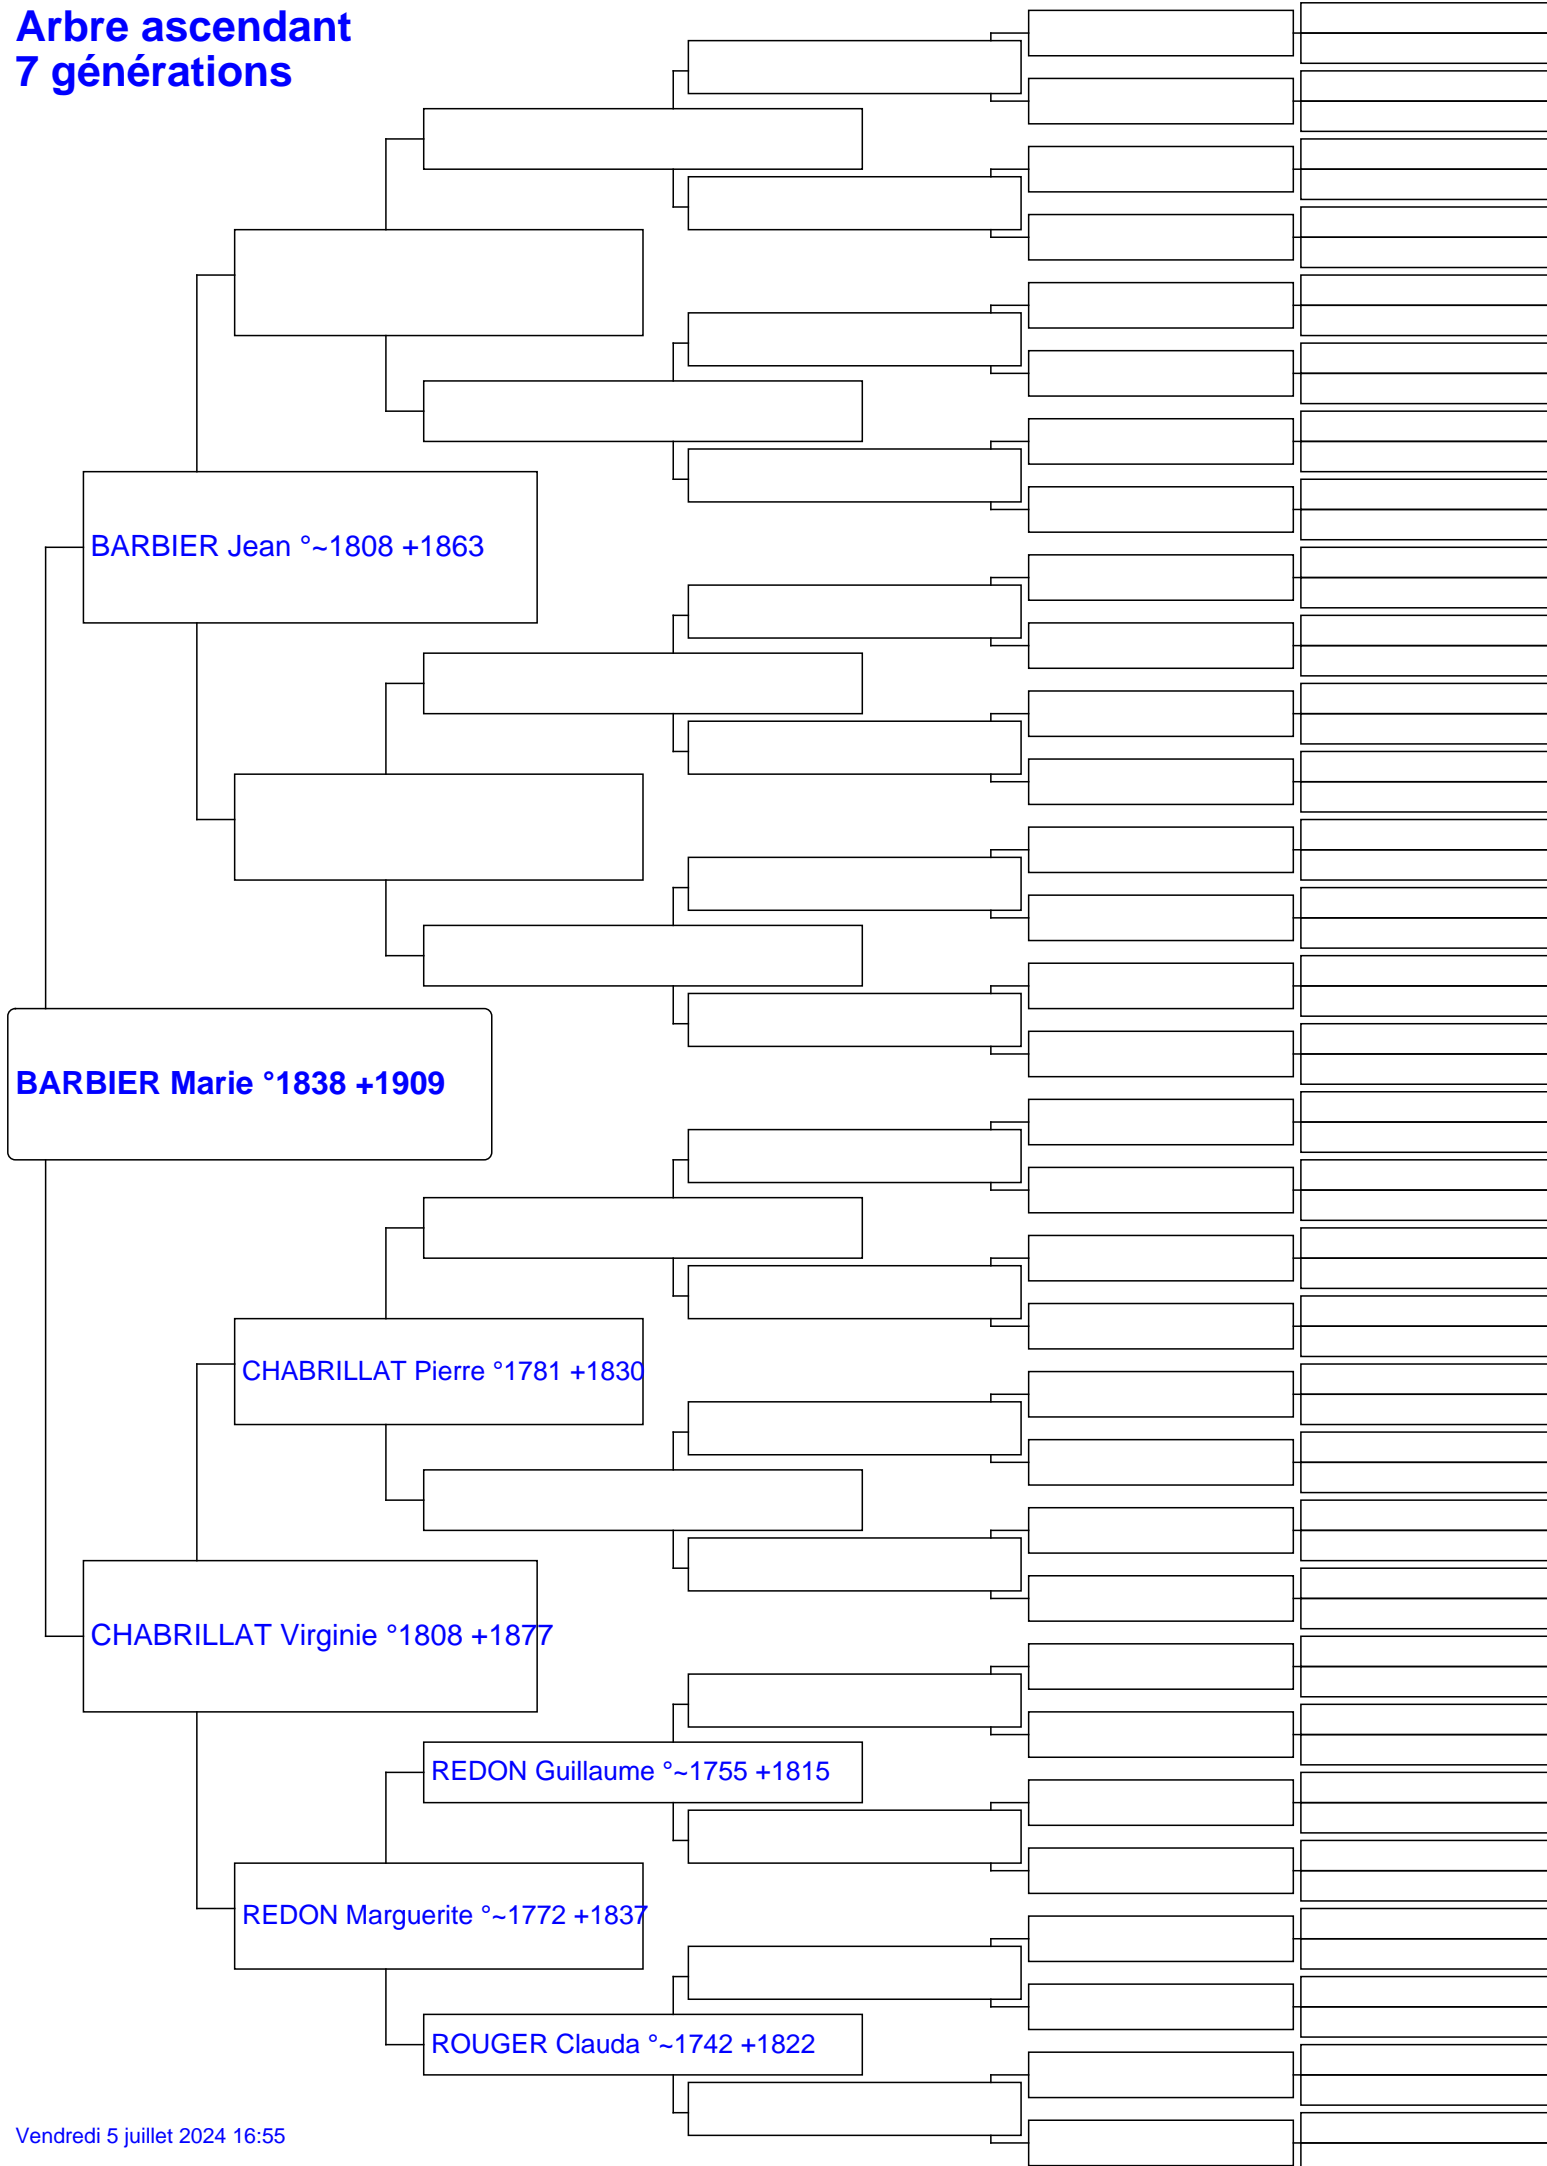 Arbre ascendant
7 générations
BARBIER Jean °~1808 +1863
BARBIER Marie °1838 +1909
CHABRILLAT Pierre °1781 +1830
CHABRILLAT Virginie °1808 +1877
REDON Guillaume °~1755 +1815
REDON Marguerite °~1772 +1837
ROUGER Clauda °~1742 +1822
Vendredi 5 juillet 2024 16:55